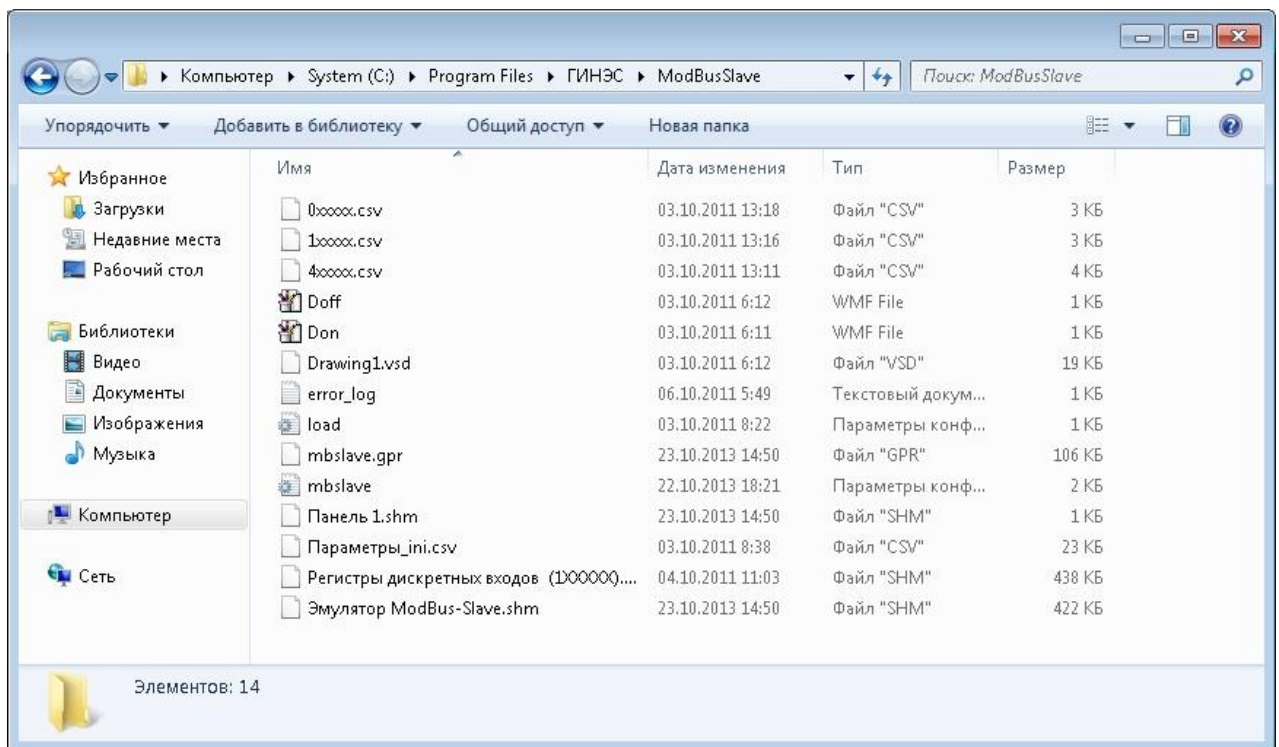 Компьютер System (C:) Program Files ГИНЭС ModBusSlave Поиск: ModBusSlave
Упорядочить Добавить в библиотеку Общий доступ Новая папка
Избранное
Загрузки
Недавние места
Рабочий стол
Библиотеки
Видео
Документы
Изображения
Музыка
Компьютер
Сеть
Имя Дата изменения Тип Размер
0xxxxx.csv 03.10.2011 13:18 Файл "CSV" 3 КБ
1xxxxx.csv 03.10.2011 13:16 Файл "CSV" 3 КБ
4xxxxx.csv 03.10.2011 13:11 Файл "CSV" 4 КБ
Doff 03.10.2011 6:12 WMF File 1 КБ
Don 03.10.2011 6:11 WMF File 1 КБ
Drawing1.vsd 03.10.2011 6:12 Файл "VSD" 19 КБ
error_log 06.10.2011 5:49 Текстовый докум... 1 КБ
load 03.10.2011 8:22 Параметры конф... 1 КБ
mbslave.gpr 23.10.2013 14:50 Файл "GPR" 106 КБ
mbslave 22.10.2013 18:21 Параметры конф... 2 КБ
Панель 1.shm 23.10.2013 14:50 Файл "SHM" 1 КБ
Параметры_ini.csv 03.10.2011 8:38 Файл "CSV" 23 КБ
Регистры дискретных входов (1XXXXX).... 04.10.2011 11:03 Файл "SHM" 438 КБ
Эмулятор ModBus-Slave.shm 23.10.2013 14:50 Файл "SHM" 422 КБ
Элементов: 14